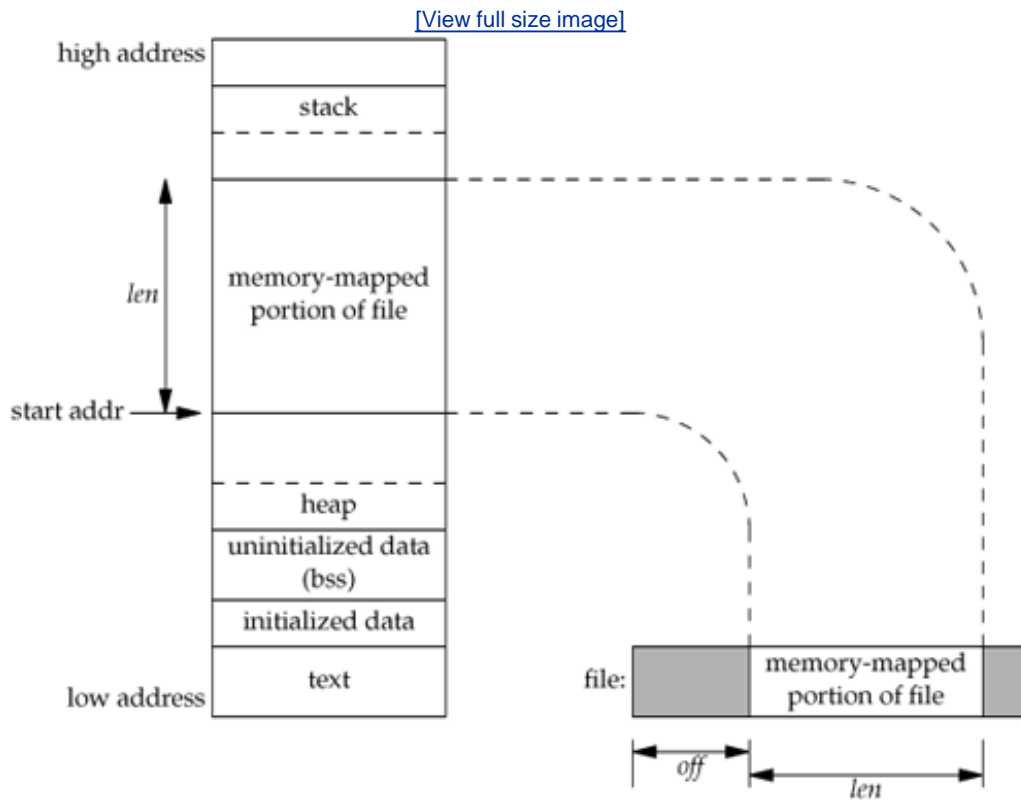 [View full size image]
high address
stack
len
memory-mapped
portion of file
start addr
heap
uninitialized data
(bss)
initialized data
text
low address
file:
memory-mapped
portion of file
off
len